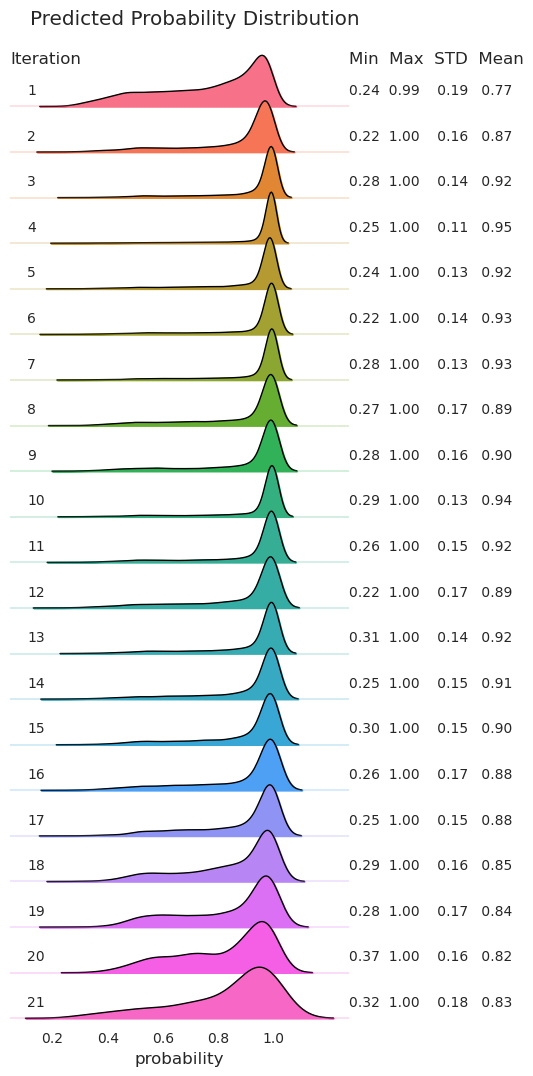 Predicted Probability Distribution
Iteration Min Max STD Mean
1 0.24 0.99 0.19 0.77
2 0.22 1.00 0.16 0.87
3 0.28 1.00 0.14 0.92
4 0.25 1.00 0.11 0.95
5 0.24 1.00 0.13 0.92
6 0.22 1.00 0.14 0.93
7 0.28 1.00 0.13 0.93
8 0.27 1.00 0.17 0.89
9 0.28 1.00 0.16 0.90
10 0.29 1.00 0.13 0.94
11 0.26 1.00 0.15 0.92
12 0.22 1.00 0.17 0.89
13 0.31 1.00 0.14 0.92
14 0.25 1.00 0.15 0.91
15 0.30 1.00 0.15 0.90
16 0.26 1.00 0.17 0.88
17 0.25 1.00 0.15 0.88
18 0.29 1.00 0.16 0.85
19 0.28 1.00 0.17 0.84
20 0.37 1.00 0.16 0.82
21 0.32 1.00 0.18 0.83
0.2 0.4 0.6 0.8 1.0
probability